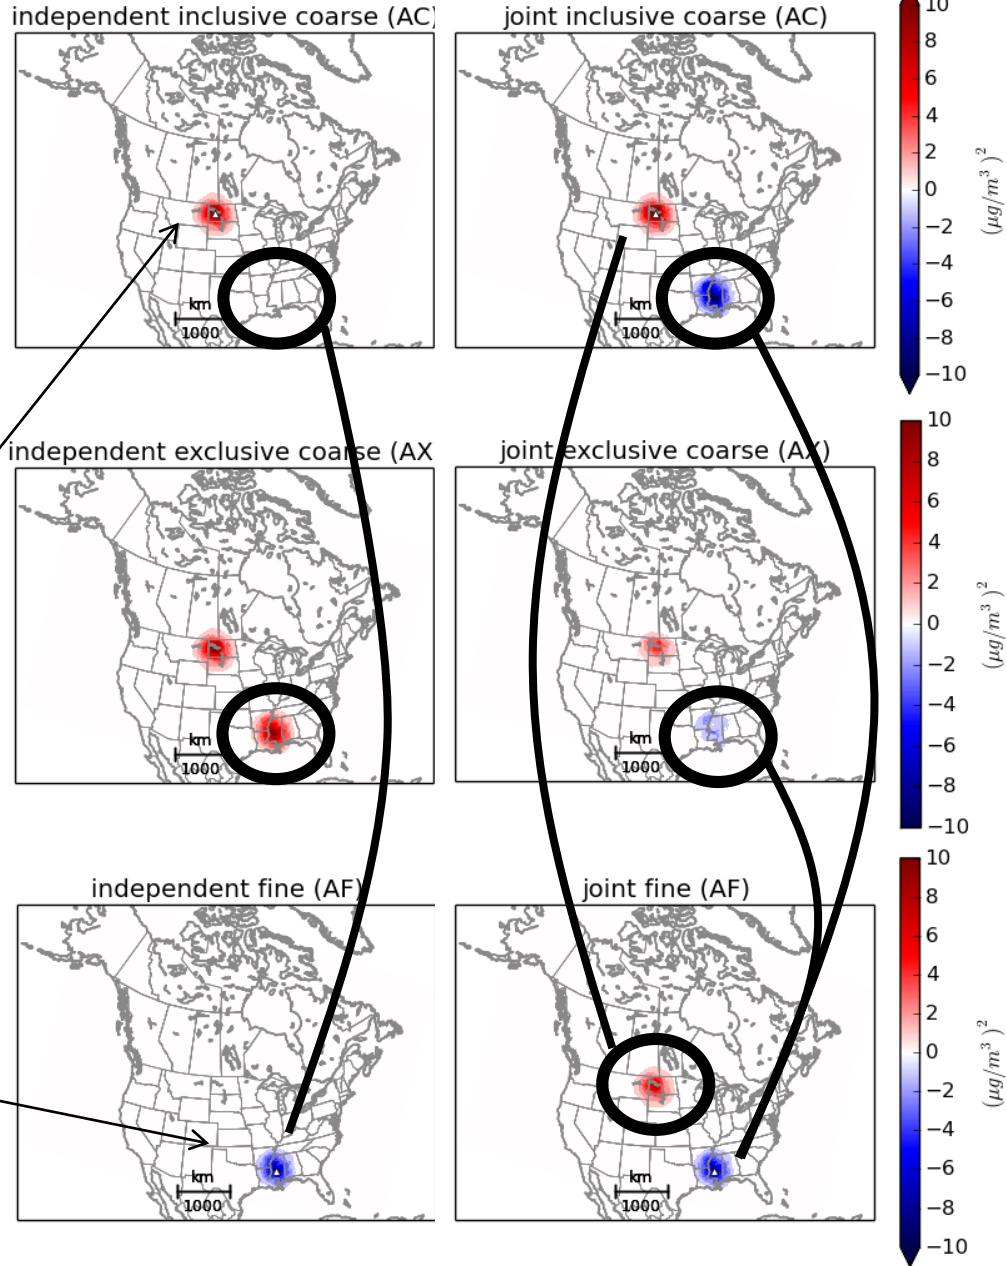 independent inclusive coarse (AC)
joint inclusive coarse (AC)
km
1000
km
1000
10
8
6
4
2
0
−2
−4
−6
−8
−10
(μg/m³)²
independent exclusive coarse (AX
joint exclusive coarse (AX)
km
1000
km
1000
10
8
6
4
2
0
−2
−4
−6
−8
−10
(μg/m³)²
independent fine (AF)
joint fine (AF)
km
1000
km
1000
10
8
6
4
2
0
−2
−4
−6
−8
−10
(μg/m³)²